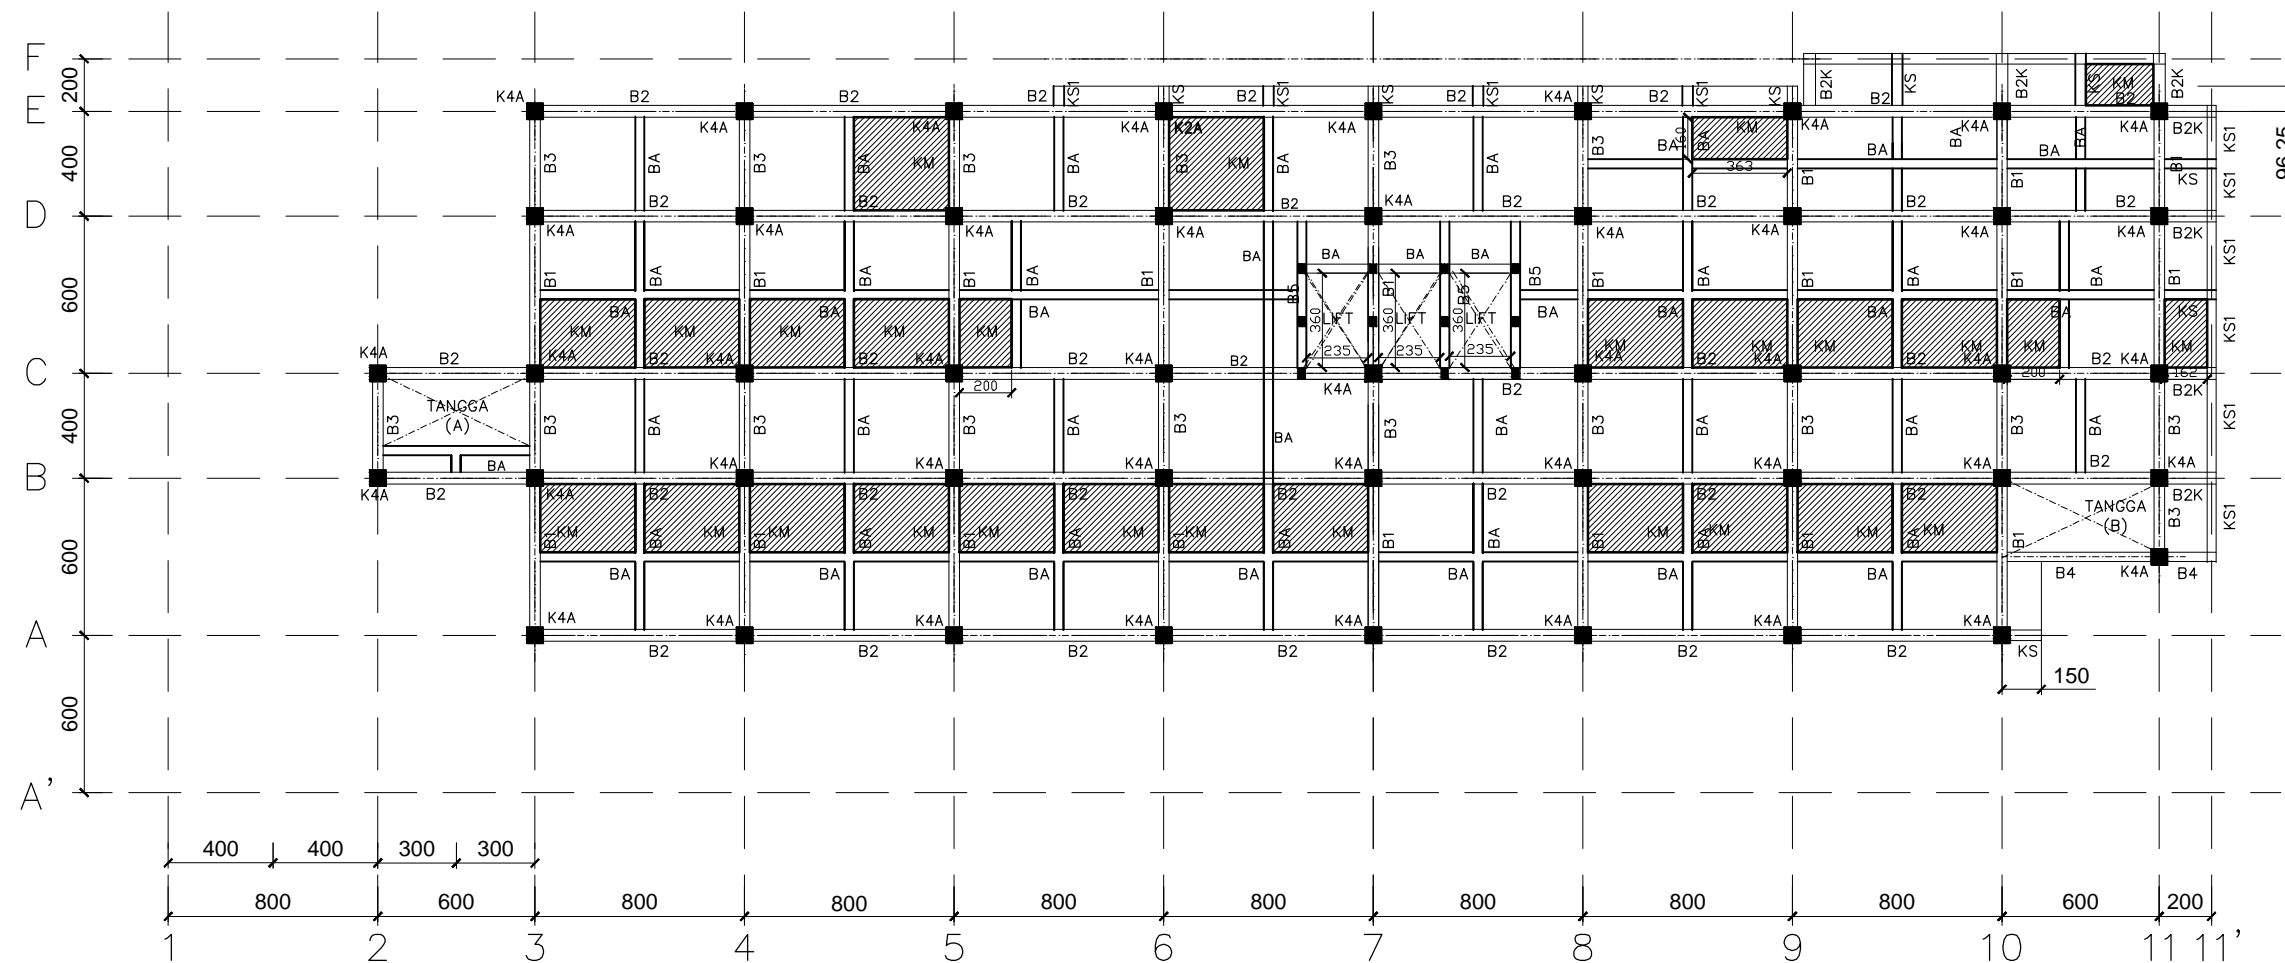 F
200
E
K4A B2 B2 B2 KS1 KS B2 KS1 KS B2 KS1 K4A KS B2 KS1 KS B2K B2 KS B2K KS KM B2 B2K
K4A K4A K4A K2A K4A KM K4A K4A K4A B2K KS1
400
B3 BA B3 BA KM B3 BA B3 KM BA B3 BA B3 BA 160 BA BA BA BA BA B1 96.25
363
B1 B1 KS KS1
B2 B2 B2 B2 B2 B2 B2 B2
D
K4A
K4A K4A K4A K4A K4A K4A K4A K4A B2K
KS1
600
B1 BA B1 BA B1 BA B1 BA BA BA BA B5 B1 BA B1 BA B1 BA B1
B5 B1 B5
BA BA BA BA BA BA BA KS
KM KM KM KM KM 360 LIFT 360 LIFT 360 LIFT KM KM KM KM KM KM KS1
235 235 235
K4A B2 K4A B2 K4A B2 K4A B2 K4A B2 K4A B2 K4A B2 K4A B2 K4A
C
200 K4A B2 200 162 B2K
400
B3 TANGGA B3 BA B3 BA B3 BA B3 BA B3 BA B3 BA B3 BA B3 BA B3 KS1
(A)
BA K4A K4A K4A K4A K4A K4A K4A B2 K4A
B
K4A B2 K4A B2 B2 B2 B2 B2 B2 B2 B2K
TANGGA
(B)
B3 KS1
KM KM KM KM KM KM KM KM KM KM KM KM
B1 BA B1 BA B1 BA B1 BA B1 BA B1 BA B1 BA B1
600
BA BA BA BA BA BA BA B4 K4A B4
K4A K4A K4A K4A K4A K4A K4A K4A
A
B2 B2 B2 B2 B2 B2 B2 KS
150
600
A'
400 400 300 300
800 600 800 800 800 800 800 800 800 600 200
1 2 3 4 5 6 7 8 9 10 11 11'